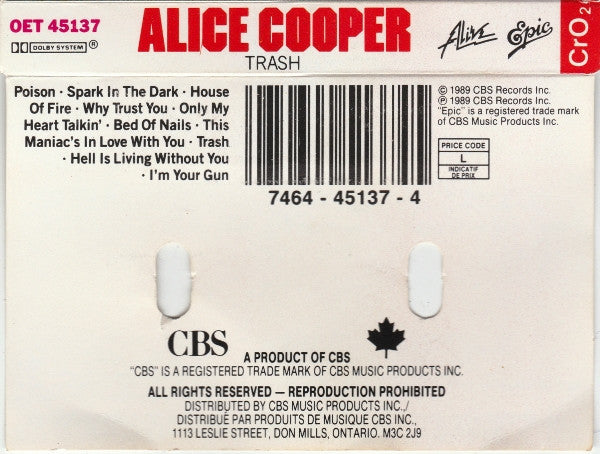 OET 45137
DOLBY SYSTEM ®
ALICE COOPER
TRASH
Alive
Epic
CrO2
Poison · Spark In The Dark · House
Of Fire · Why Trust You · Only My
Heart Talkin' · Bed Of Nails · This
Maniac's In Love With You · Trash
· Hell Is Living Without You
· I'm Your Gun
7464 - 45137 - 4
© 1989 CBS Records Inc.
℗ 1989 CBS Records Inc.
"Epic" is a registered trade mark
of CBS Music Products Inc.
PRICE CODE
L
INDICATIF
DE PRIX
CBS
A PRODUCT OF CBS
"CBS" IS A REGISTERED TRADE MARK OF CBS MUSIC PRODUCTS INC.
ALL RIGHTS RESERVED — REPRODUCTION PROHIBITED
DISTRIBUTED BY CBS MUSIC PRODUCTS INC./
DISTRIBUÉ PAR PRODUITS DE MUSIQUE CBS INC.,
1113 LESLIE STREET, DON MILLS, ONTARIO. M3C 2J9